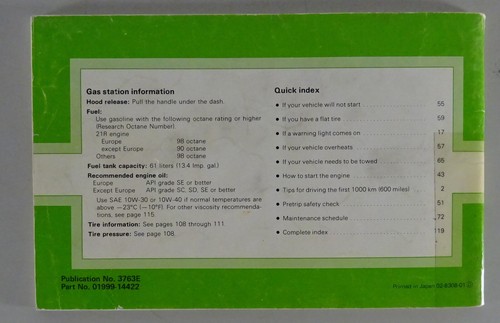 Gas station information
Hood release: Pull the handle under the dash.
Fuel:
Use gasoline with the following octane rating or higher
(Research Octane Number).
21R engine
Europe 98 octane
except Europe 90 octane
Others 98 octane
Fuel tank capacity: 61 liters (13.4 Imp. gal.)
Recommended engine oil:
Europe API grade SE or better
Except Europe API grade SC, SD, SE or better
Use SAE 10W-30 or 10W-40 if normal temperatures are
above −23°C (−10°F). For other viscosity recommenda-
tions, see page 115.
Tire information: See pages 108 through 111.
Tire pressure: See page 108.
Quick index
• If your vehicle will not start 55
• If you have a flat tire 59
• If a warning light comes on 17
• If your vehicle overheats 57
• If your vehicle needs to be towed 65
• How to start the engine 43
• Tips for driving the first 1000 km (600 miles) 2
• Pretrip safety check 51
• Maintenance schedule 72
• Complete index 119
Publication No. 3763E
Part No. 01999-14422
Printed in Japan